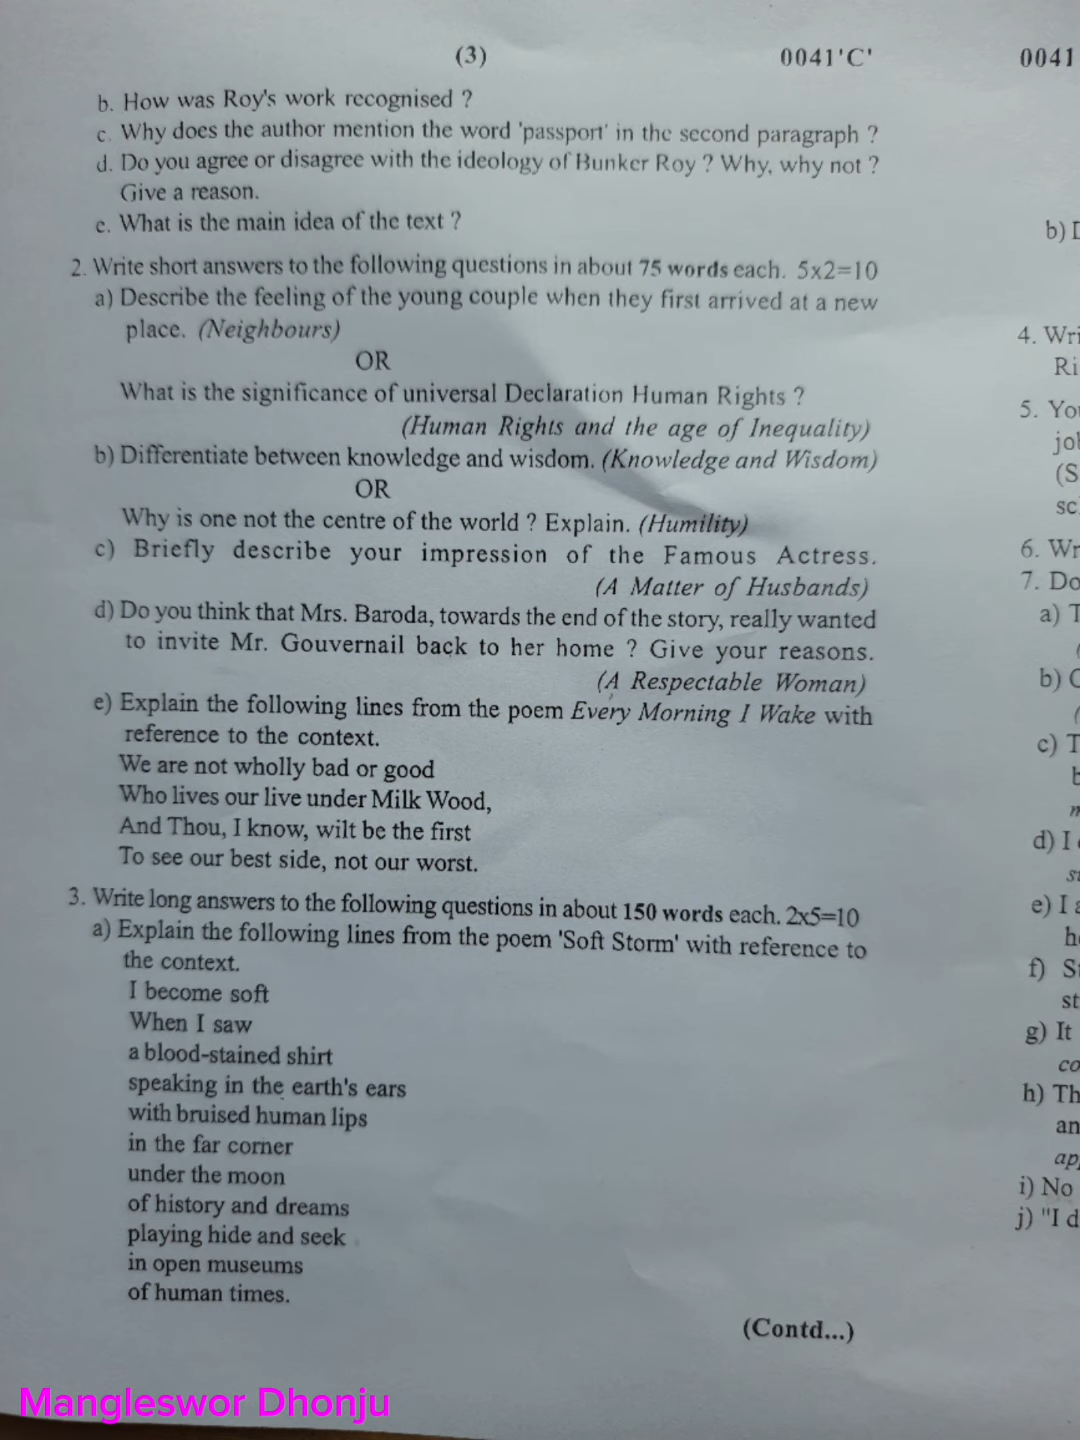 (3) 0041'C'
b. How was Roy's work recognised ?
c. Why does the author mention the word 'passport' in the second paragraph ?
d. Do you agree or disagree with the ideology of Bunker Roy ? Why, why not ?
Give a reason.
e. What is the main idea of the text ?
2. Write short answers to the following questions in about 75 words each. 5x2=10
a) Describe the feeling of the young couple when they first arrived at a new
place. (Neighbours)
OR
What is the significance of universal Declaration Human Rights ?
(Human Rights and the age of Inequality)
b) Differentiate between knowledge and wisdom. (Knowledge and Wisdom)
OR
Why is one not the centre of the world ? Explain. (Humility)
c) Briefly describe your impression of the Famous Actress.
(A Matter of Husbands)
d) Do you think that Mrs. Baroda, towards the end of the story, really wanted
to invite Mr. Gouvernail back to her home ? Give your reasons.
(A Respectable Woman)
e) Explain the following lines from the poem Every Morning I Wake with
reference to the context.
We are not wholly bad or good
Who lives our live under Milk Wood,
And Thou, I know, wilt be the first
To see our best side, not our worst.
3. Write long answers to the following questions in about 150 words each. 2x5=10
a) Explain the following lines from the poem 'Soft Storm' with reference to
the context.
I become soft
When I saw
a blood-stained shirt
speaking in the earth's ears
with bruised human lips
in the far corner
under the moon
of history and dreams
playing hide and seek
in open museums
of human times.
(Contd...)
0041
b)
4. Wri
Ri
5. You
jol
(S
sc
6. Wr
7. Do
a) T
b) C
c) T
d) I
e) I a
he
f) St
st
g) It
co
h) Th
an
app
i) No
j) "I d
Mangleswor Dhonju